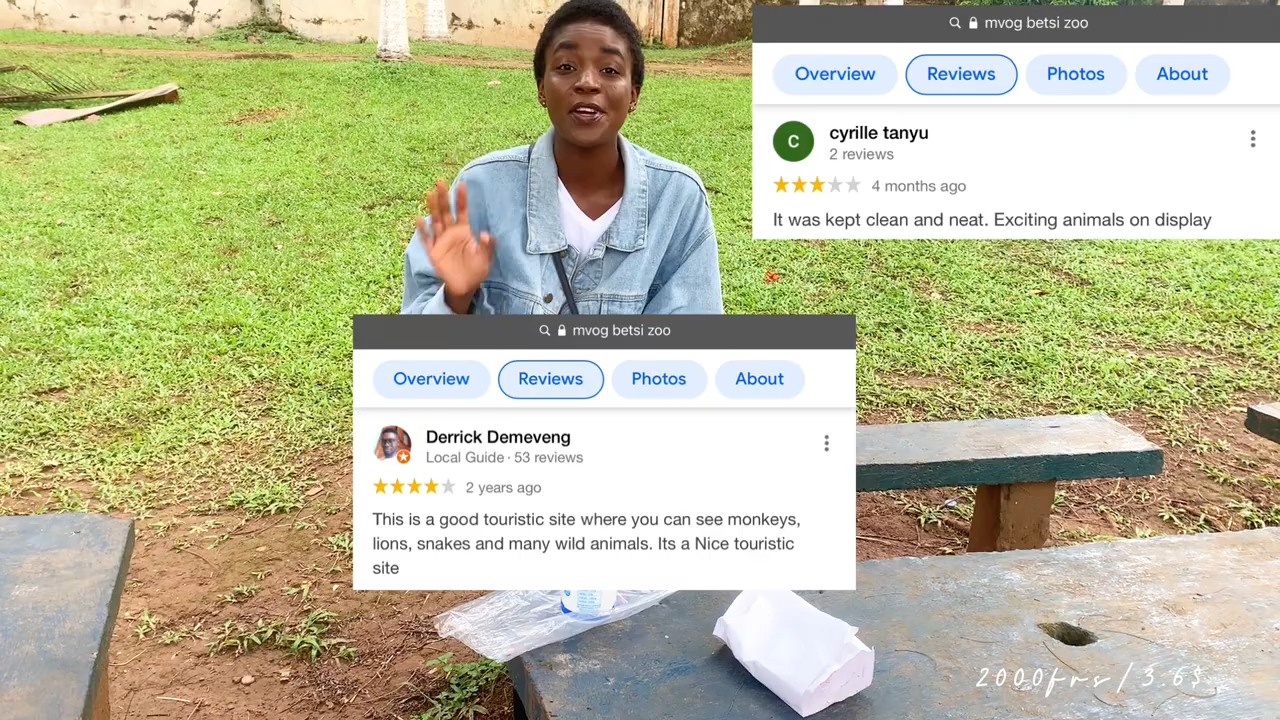 mvog betsi zoo
Overview
Reviews
Photos
About
C
cyrille tanyu
2 reviews
4 months ago
It was kept clean and neat. Exciting animals on display
mvog betsi zoo
Overview
Reviews
Photos
About
Derrick Demeveng
Local Guide · 53 reviews
2 years ago
This is a good touristic site where you can see monkeys,
lions, snakes and many wild animals. Its a Nice touristic
site
2000frs/3.6$